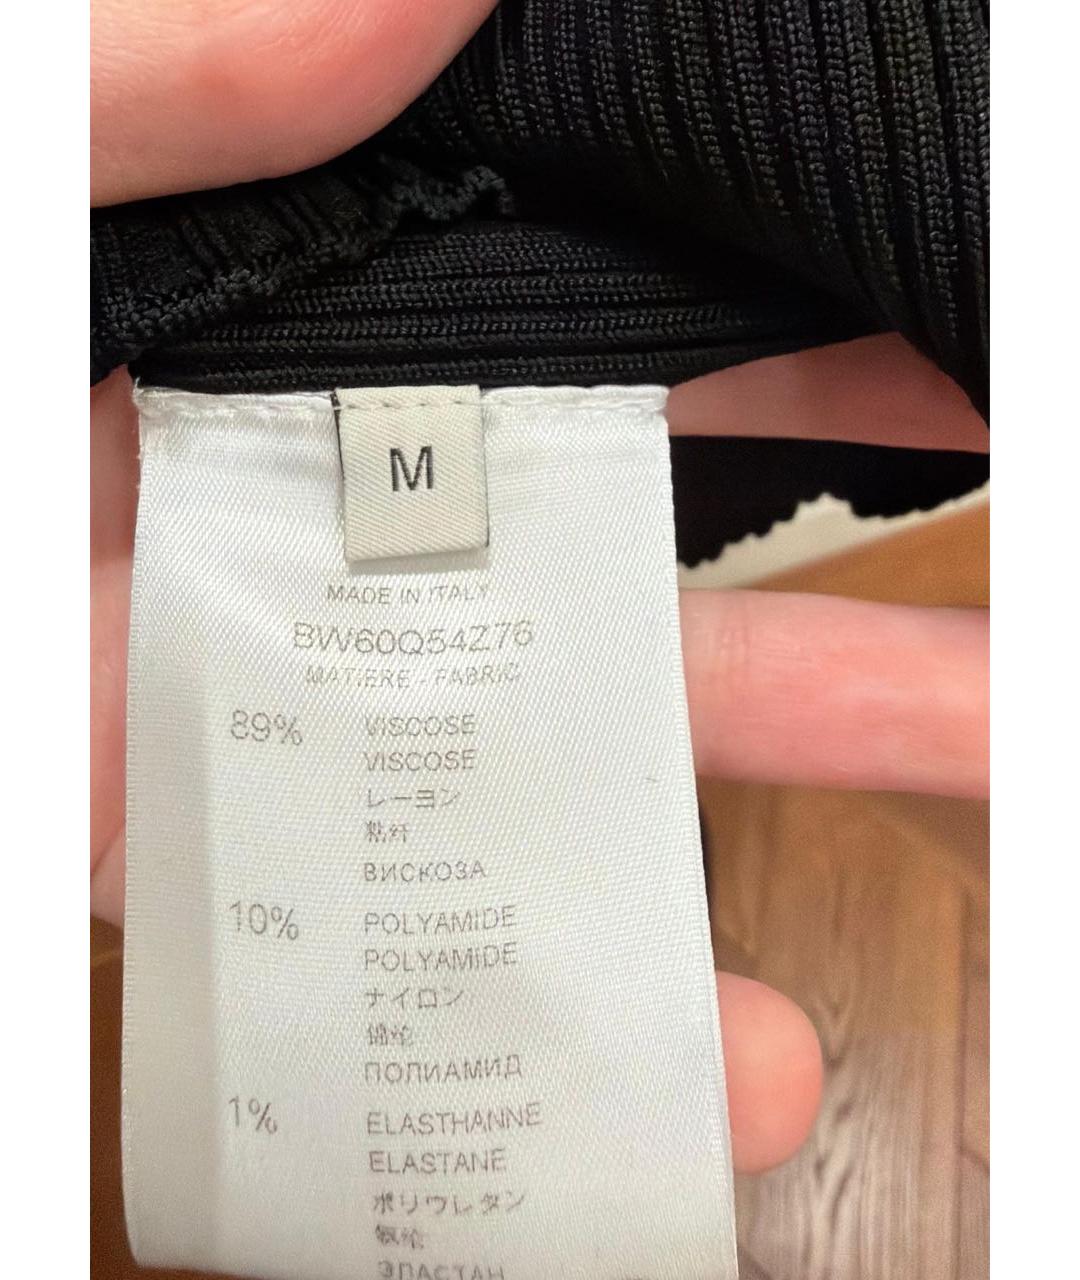 M
MADE IN ITALY
BW60Q54Z76
MATIERE - FABRIC
89% VISCOSE
VISCOSE
レーヨン
粘纤
ВИСКОЗА
10% POLYAMIDE
POLYAMIDE
ナイロン
锦纶
ПОЛИАМИД
1% ELASTHANNE
ELASTANE
ポリウレタン
氨纶
ЭЛАСТАН